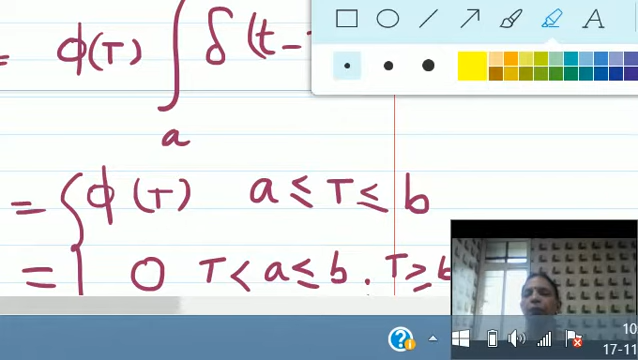 = ϕ(T) ∫ δ(t-
a
= { ϕ(T) a ≤ T ≤ b
= 0 T < a ≤ b . T ≥ b
A
10
17-11